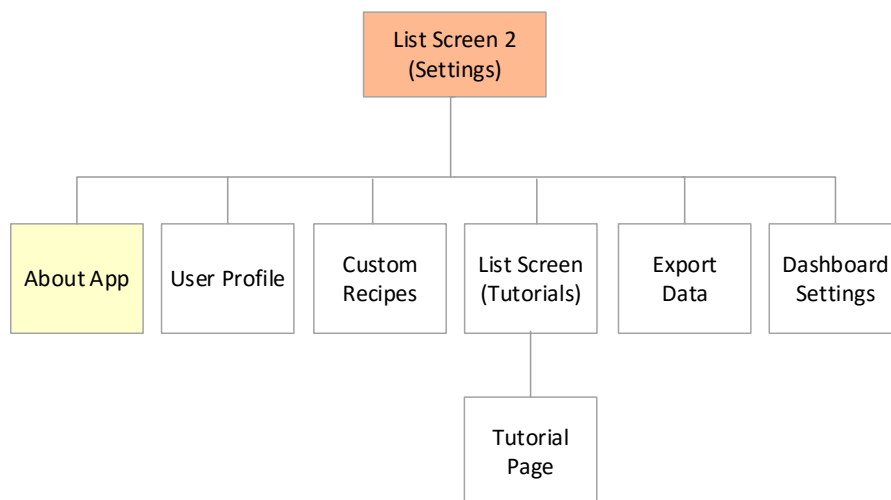 List Screen 2
(Settings)
About App
User Profile
Custom
Recipes
List Screen
(Tutorials)
Export
Data
Dashboard
Settings
Tutorial
Page